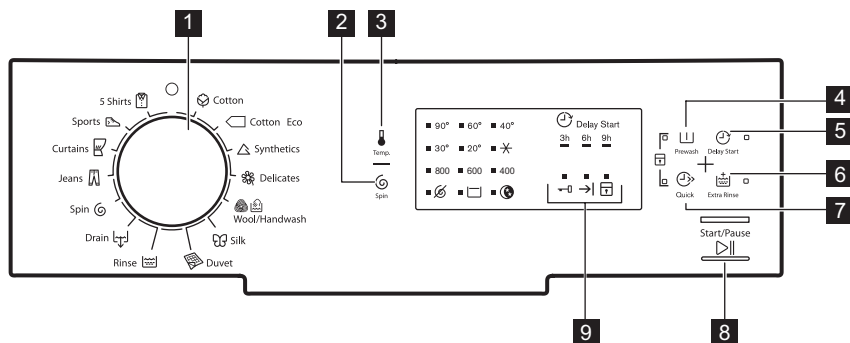 1
2
3
4
5
6
7
8
9
5 Shirts
Cotton
Sports
Cotton Eco
Curtains
Synthetics
Jeans
Delicates
Spin
Wool/Handwash
Drain
Silk
Rinse
Duvet
Temp.
Spin
90° 60° 40°
30° 20°
800 600 400
Delay Start
3h 6h 9h
Prewash
Delay Start
Quick
Extra Rinse
Start/Pause